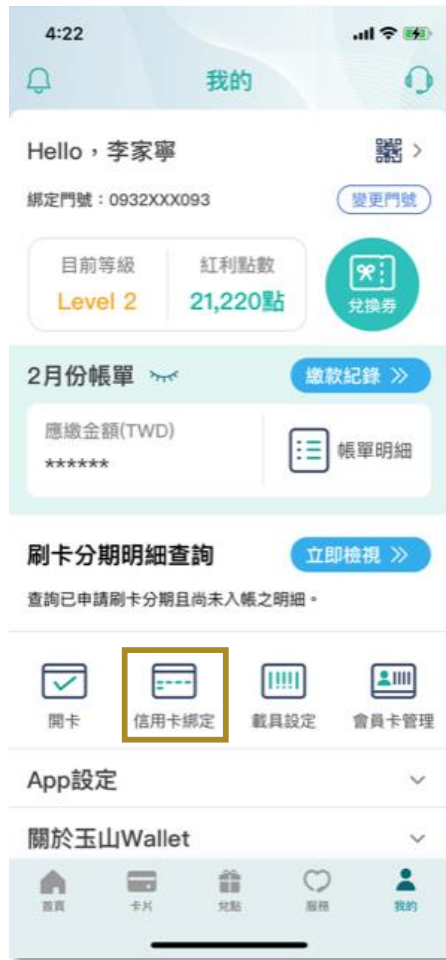 4:22
我的
Hello，李家寧
綁定門號：0932XXX093
變更門號
目前等級
紅利點數
Level 2
21,220點
兌換券
2月份帳單
繳款紀錄
應繳金額(TWD)
******
帳單明細
刷卡分期明細查詢
立即檢視
查詢已申請刷卡分期且尚未入帳之明細。
開卡
信用卡綁定
載具設定
會員卡管理
App設定
關於玉山Wallet
首頁
卡片
兌點
服務
我的